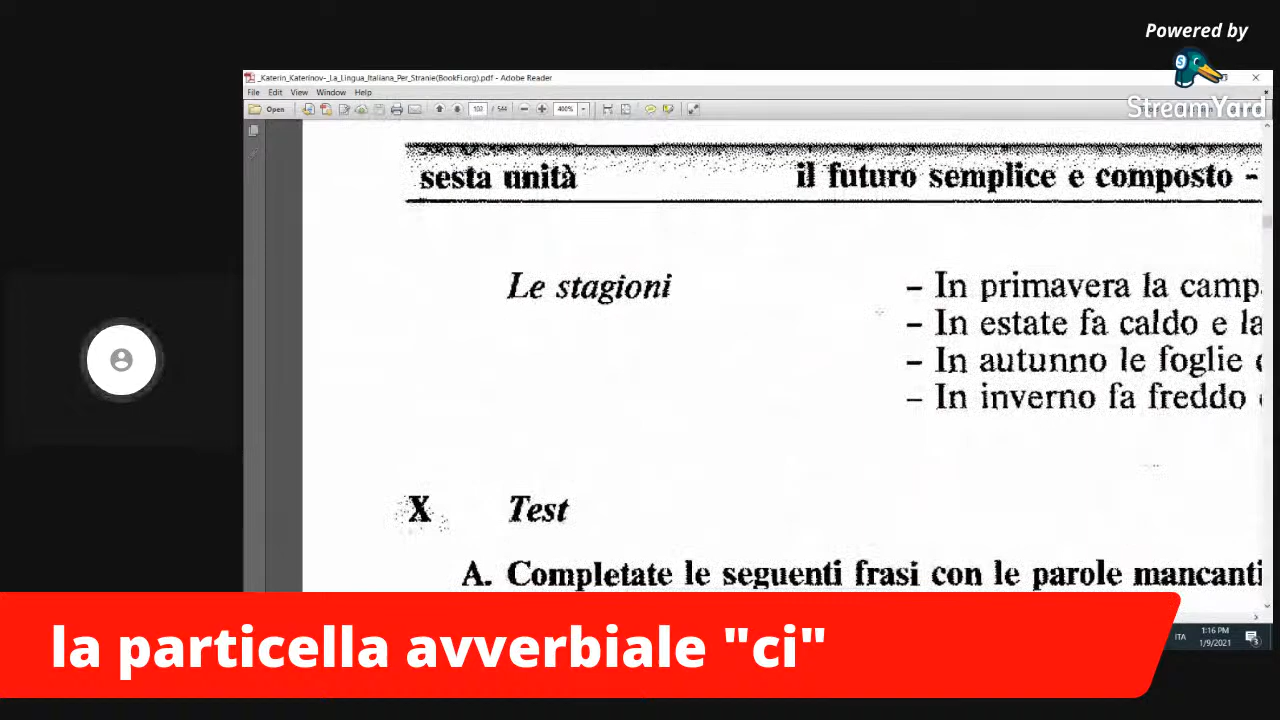 Powered by
StreamYard
_Katerin_Katerinov-_La_Lingua_Italiana_Per_Stranie(BookFi.org).pdf - Adobe Reader
File Edit View Window Help
Open 102 / 544 400%
sesta unità il futuro semplice e composto -
Le stagioni – In primavera la camp
– In estate fa caldo e la
– In autunno le foglie
– In inverno fa freddo
X Test
A. Completate le seguenti frasi con le parole mancanti
la particella avverbiale "ci"
ITA 1:16 PM
1/9/2021